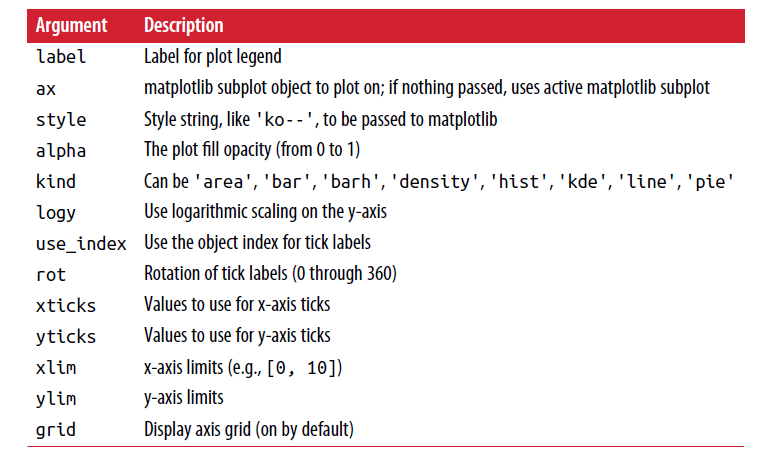 Argument Description
label Label for plot legend
ax matplotlib subplot object to plot on; if nothing passed, uses active matplotlib subplot
style Style string, like 'ko--', to be passed to matplotlib
alpha The plot fill opacity (from 0 to 1)
kind Can be 'area', 'bar', 'barh', 'density', 'hist', 'kde', 'line', 'pie'
logy Use logarithmic scaling on the y-axis
use_index Use the object index for tick labels
rot Rotation of tick labels (0 through 360)
xticks Values to use for x-axis ticks
yticks Values to use for y-axis ticks
xlim x-axis limits (e.g., [0, 10])
ylim y-axis limits
grid Display axis grid (on by default)